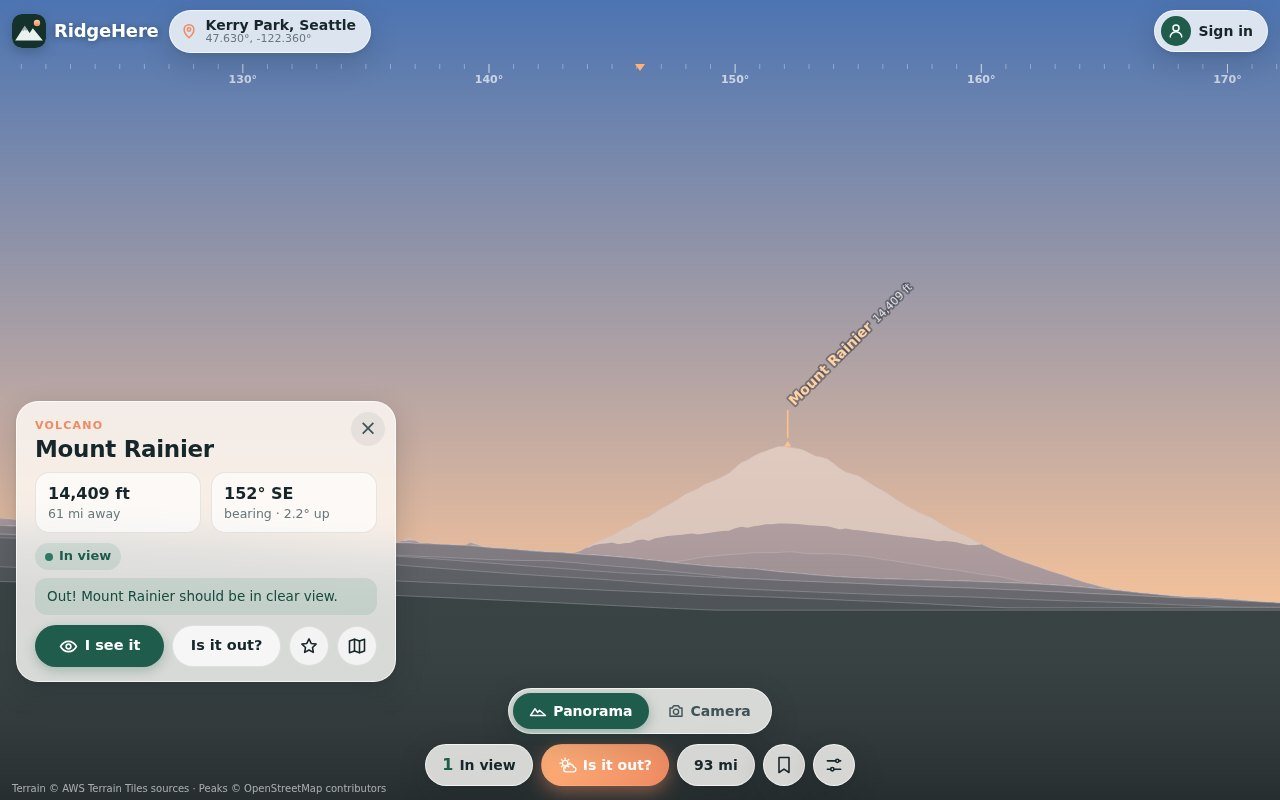 RidgeHere
Kerry Park, Seattle
47.630°, -122.360°
Sign in
130°
140°
150°
160°
170°
Mount Rainier 14,409 ft
VOLCANO
Mount Rainier
14,409 ft
61 mi away
152° SE
bearing · 2.2° up
In view
Out! Mount Rainier should be in clear view.
I see it
Is it out?
Panorama
Camera
1 In view
Is it out?
93 mi
Terrain © AWS Terrain Tiles sources · Peaks © OpenStreetMap contributors